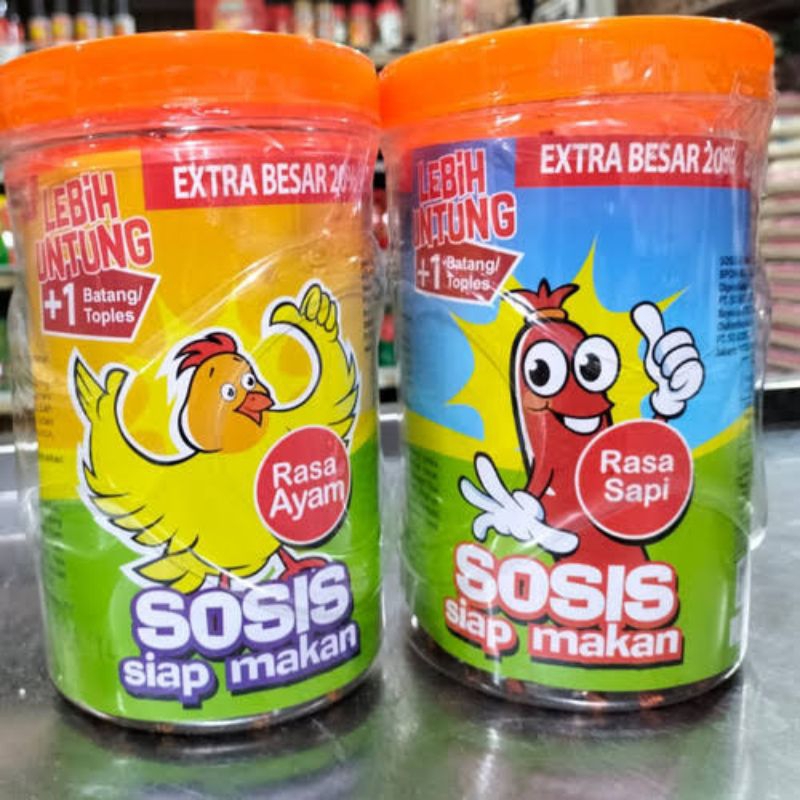 EXTRA BESAR 20%
LEBIH
UNTUNG
+1 Batang/
Toples
Rasa
Ayam
SOSIS
siap makan
EXTRA BESAR 20%
LEBIH
UNTUNG
+1 Batang/
Toples
Rasa
Sapi
SOSIS
siap makan